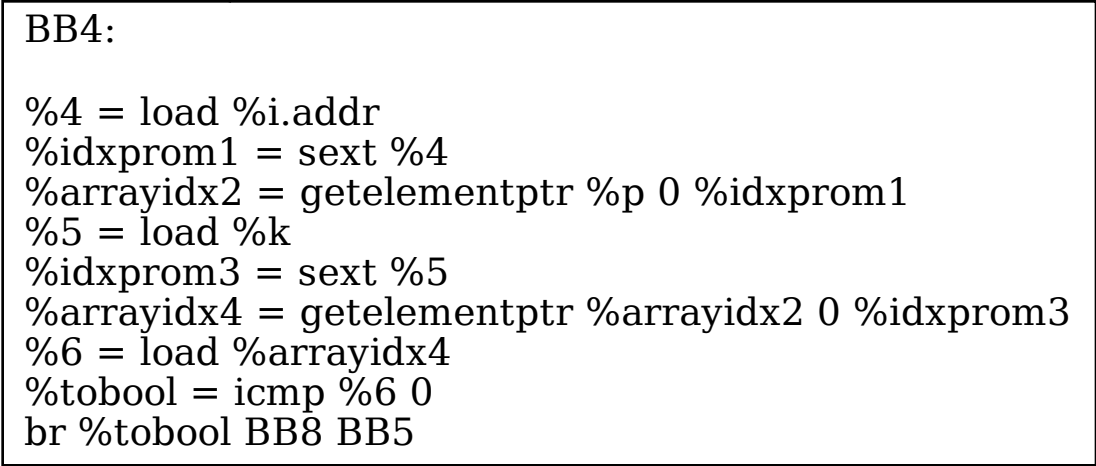 BB4:
%4 = load %i.addr
%idxprom1 = sext %4
%arrayidx2 = getelementptr %p 0 %idxprom1
%5 = load %k
%idxprom3 = sext %5
%arrayidx4 = getelementptr %arrayidx2 0 %idxprom3
%6 = load %arrayidx4
%tobool = icmp %6 0
br %tobool BB8 BB5